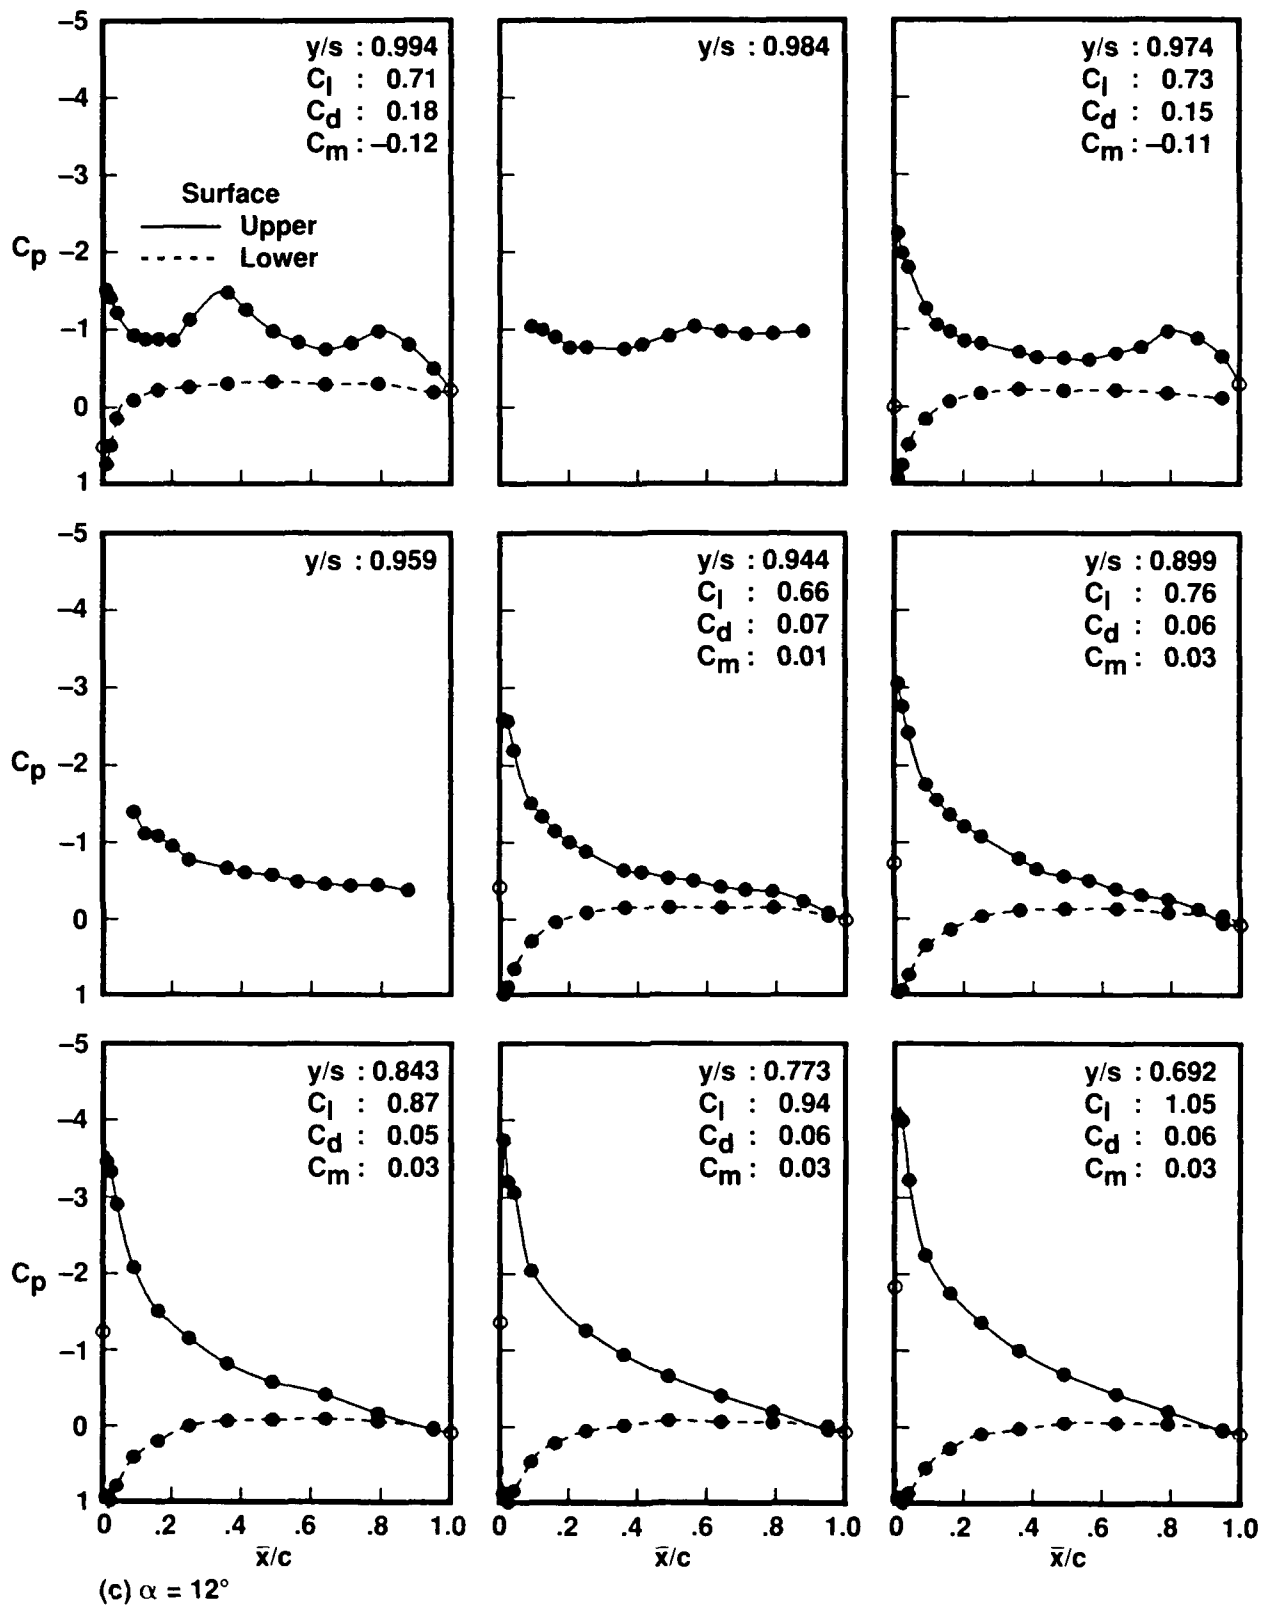 –5
–4
–3
–2
–1
0
1
Cp
y/s : 0.994
Cl : 0.71
Cd : 0.18
Cm : –0.12
Surface
Upper
Lower
y/s : 0.984
y/s : 0.974
Cl : 0.73
Cd : 0.15
Cm : –0.11
–5
–4
–3
–2
–1
0
1
Cp
y/s : 0.959
y/s : 0.944
Cl : 0.66
Cd : 0.07
Cm : 0.01
y/s : 0.899
Cl : 0.76
Cd : 0.06
Cm : 0.03
–5
–4
–3
–2
–1
0
1
Cp
y/s : 0.843
Cl : 0.87
Cd : 0.05
Cm : 0.03
y/s : 0.773
Cl : 0.94
Cd : 0.06
Cm : 0.03
y/s : 0.692
Cl : 1.05
Cd : 0.06
Cm : 0.03
0 .2 .4 .6 .8 1.0
x̅/c
0 .2 .4 .6 .8 1.0
x̅/c
0 .2 .4 .6 .8 1.0
x̅/c
(c) α = 12°